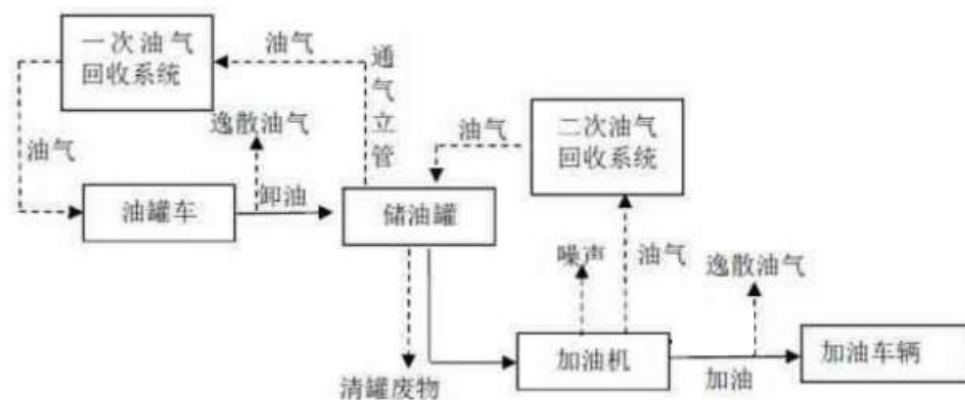 一次油气
回收系统
油气
通气立管
逸散油气
油气
二次油气
回收系统
油气
油罐车
卸油
储油罐
噪声
油气
逸散油气
清罐废物
加油机
加油
加油车辆